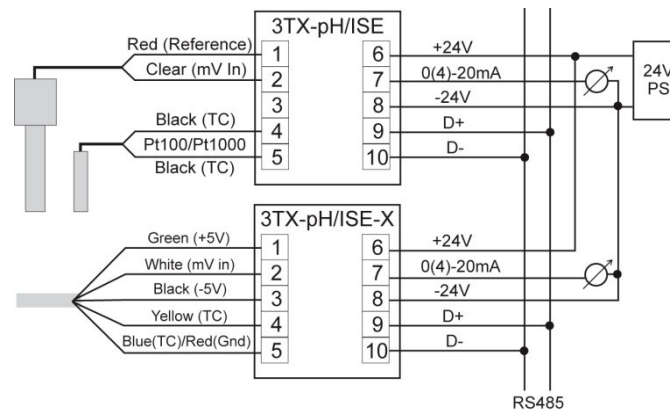 3TX-pH/ISE
Red (Reference) 1 6 +24V
Clear (mV In) 2 7 0(4)-20mA
3 8 -24V
24V
PS
Black (TC) 4 9 D+
Pt100/Pt1000
5 10 D-
Black (TC)
3TX-pH/ISE-X
Green (+5V) 1 6 +24V
White (mV in) 2 7 0(4)-20mA
Black (-5V) 3 8 -24V
Yellow (TC) 4 9 D+
Blue(TC)/Red(Gnd) 5 10 D-
RS485